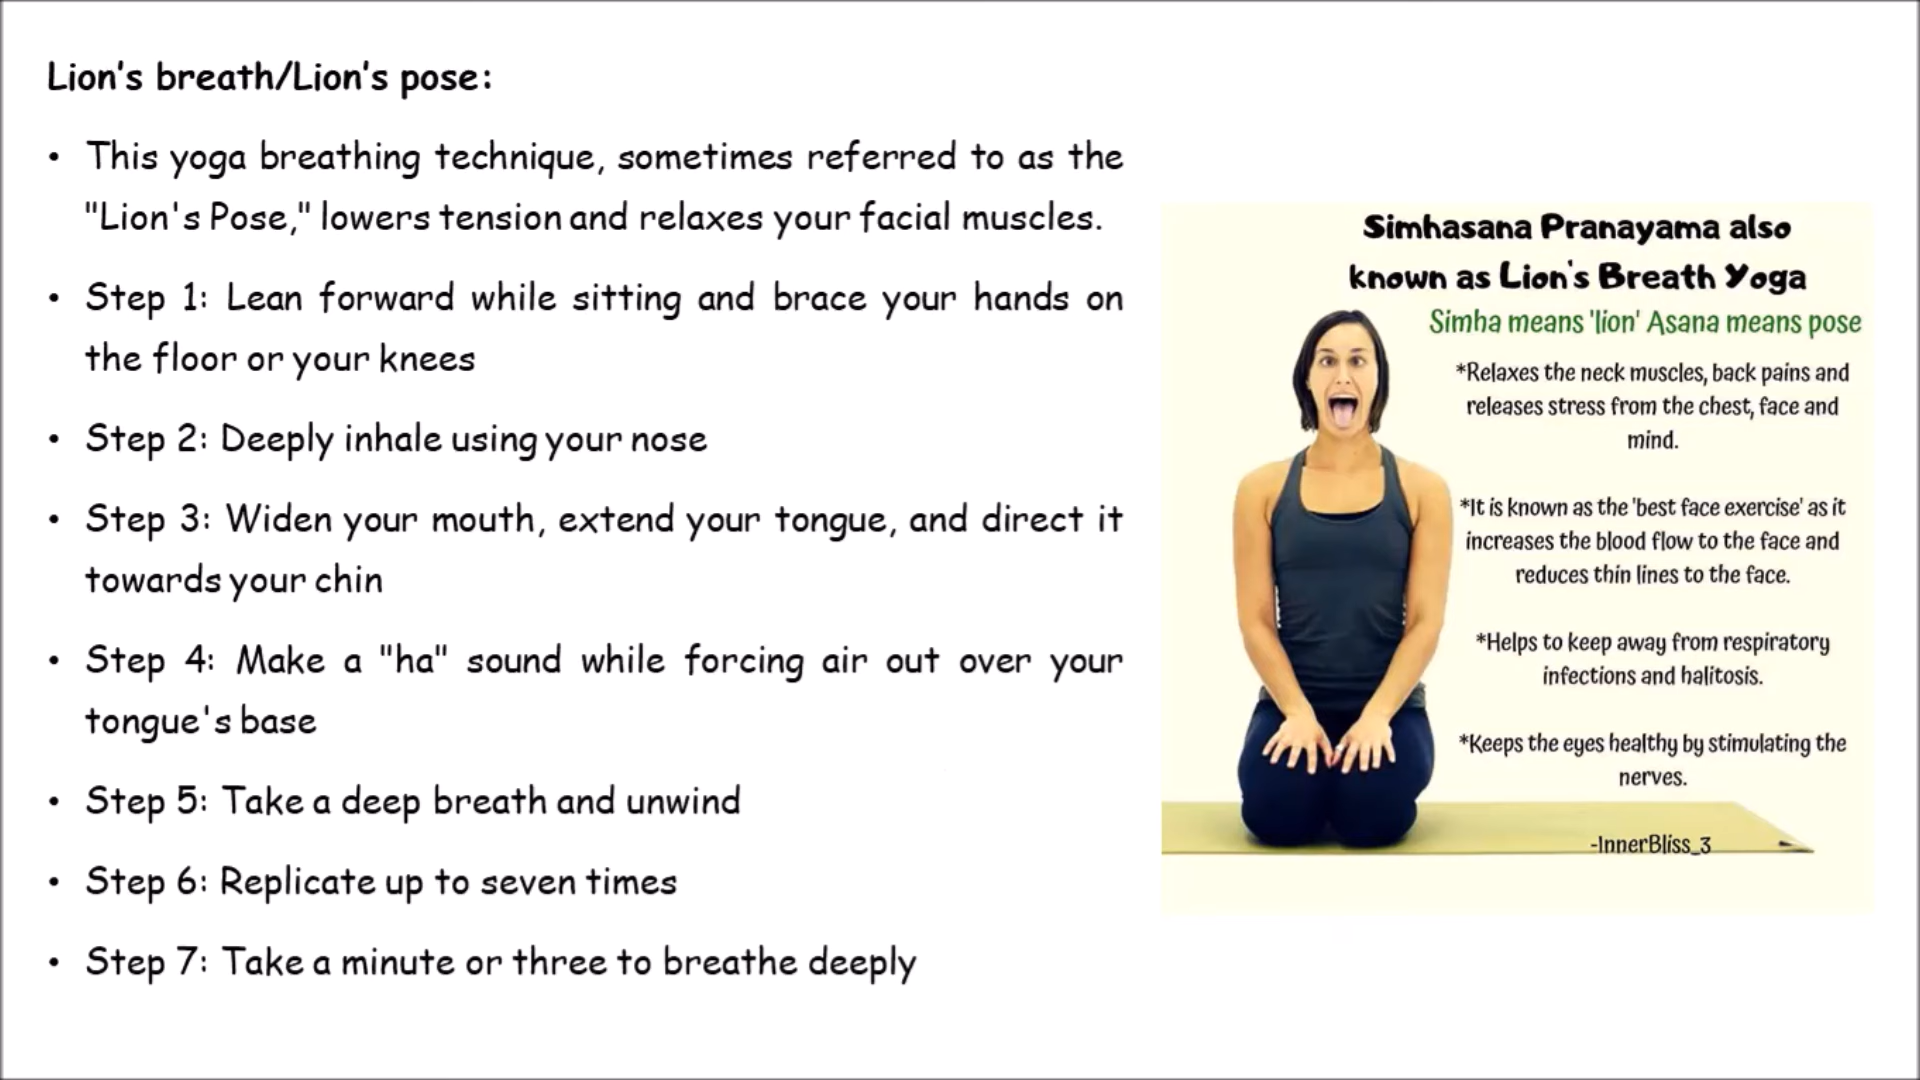 Lion's breath/Lion's pose:
• This yoga breathing technique, sometimes referred to as the
"Lion's Pose," lowers tension and relaxes your facial muscles.
• Step 1: Lean forward while sitting and brace your hands on
the floor or your knees
• Step 2: Deeply inhale using your nose
• Step 3: Widen your mouth, extend your tongue, and direct it
towards your chin
• Step 4: Make a "ha" sound while forcing air out over your
tongue's base
• Step 5: Take a deep breath and unwind
• Step 6: Replicate up to seven times
• Step 7: Take a minute or three to breathe deeply
Simhasana Pranayama also
known as Lion's Breath Yoga
Simha means 'lion' Asana means pose
*Relaxes the neck muscles, back pains and
releases stress from the chest, face and
mind.
*It is known as the 'best face exercise' as it
increases the blood flow to the face and
reduces thin lines to the face.
*Helps to keep away from respiratory
infections and halitosis.
*Keeps the eyes healthy by stimulating the
nerves.
-InnerBliss_3